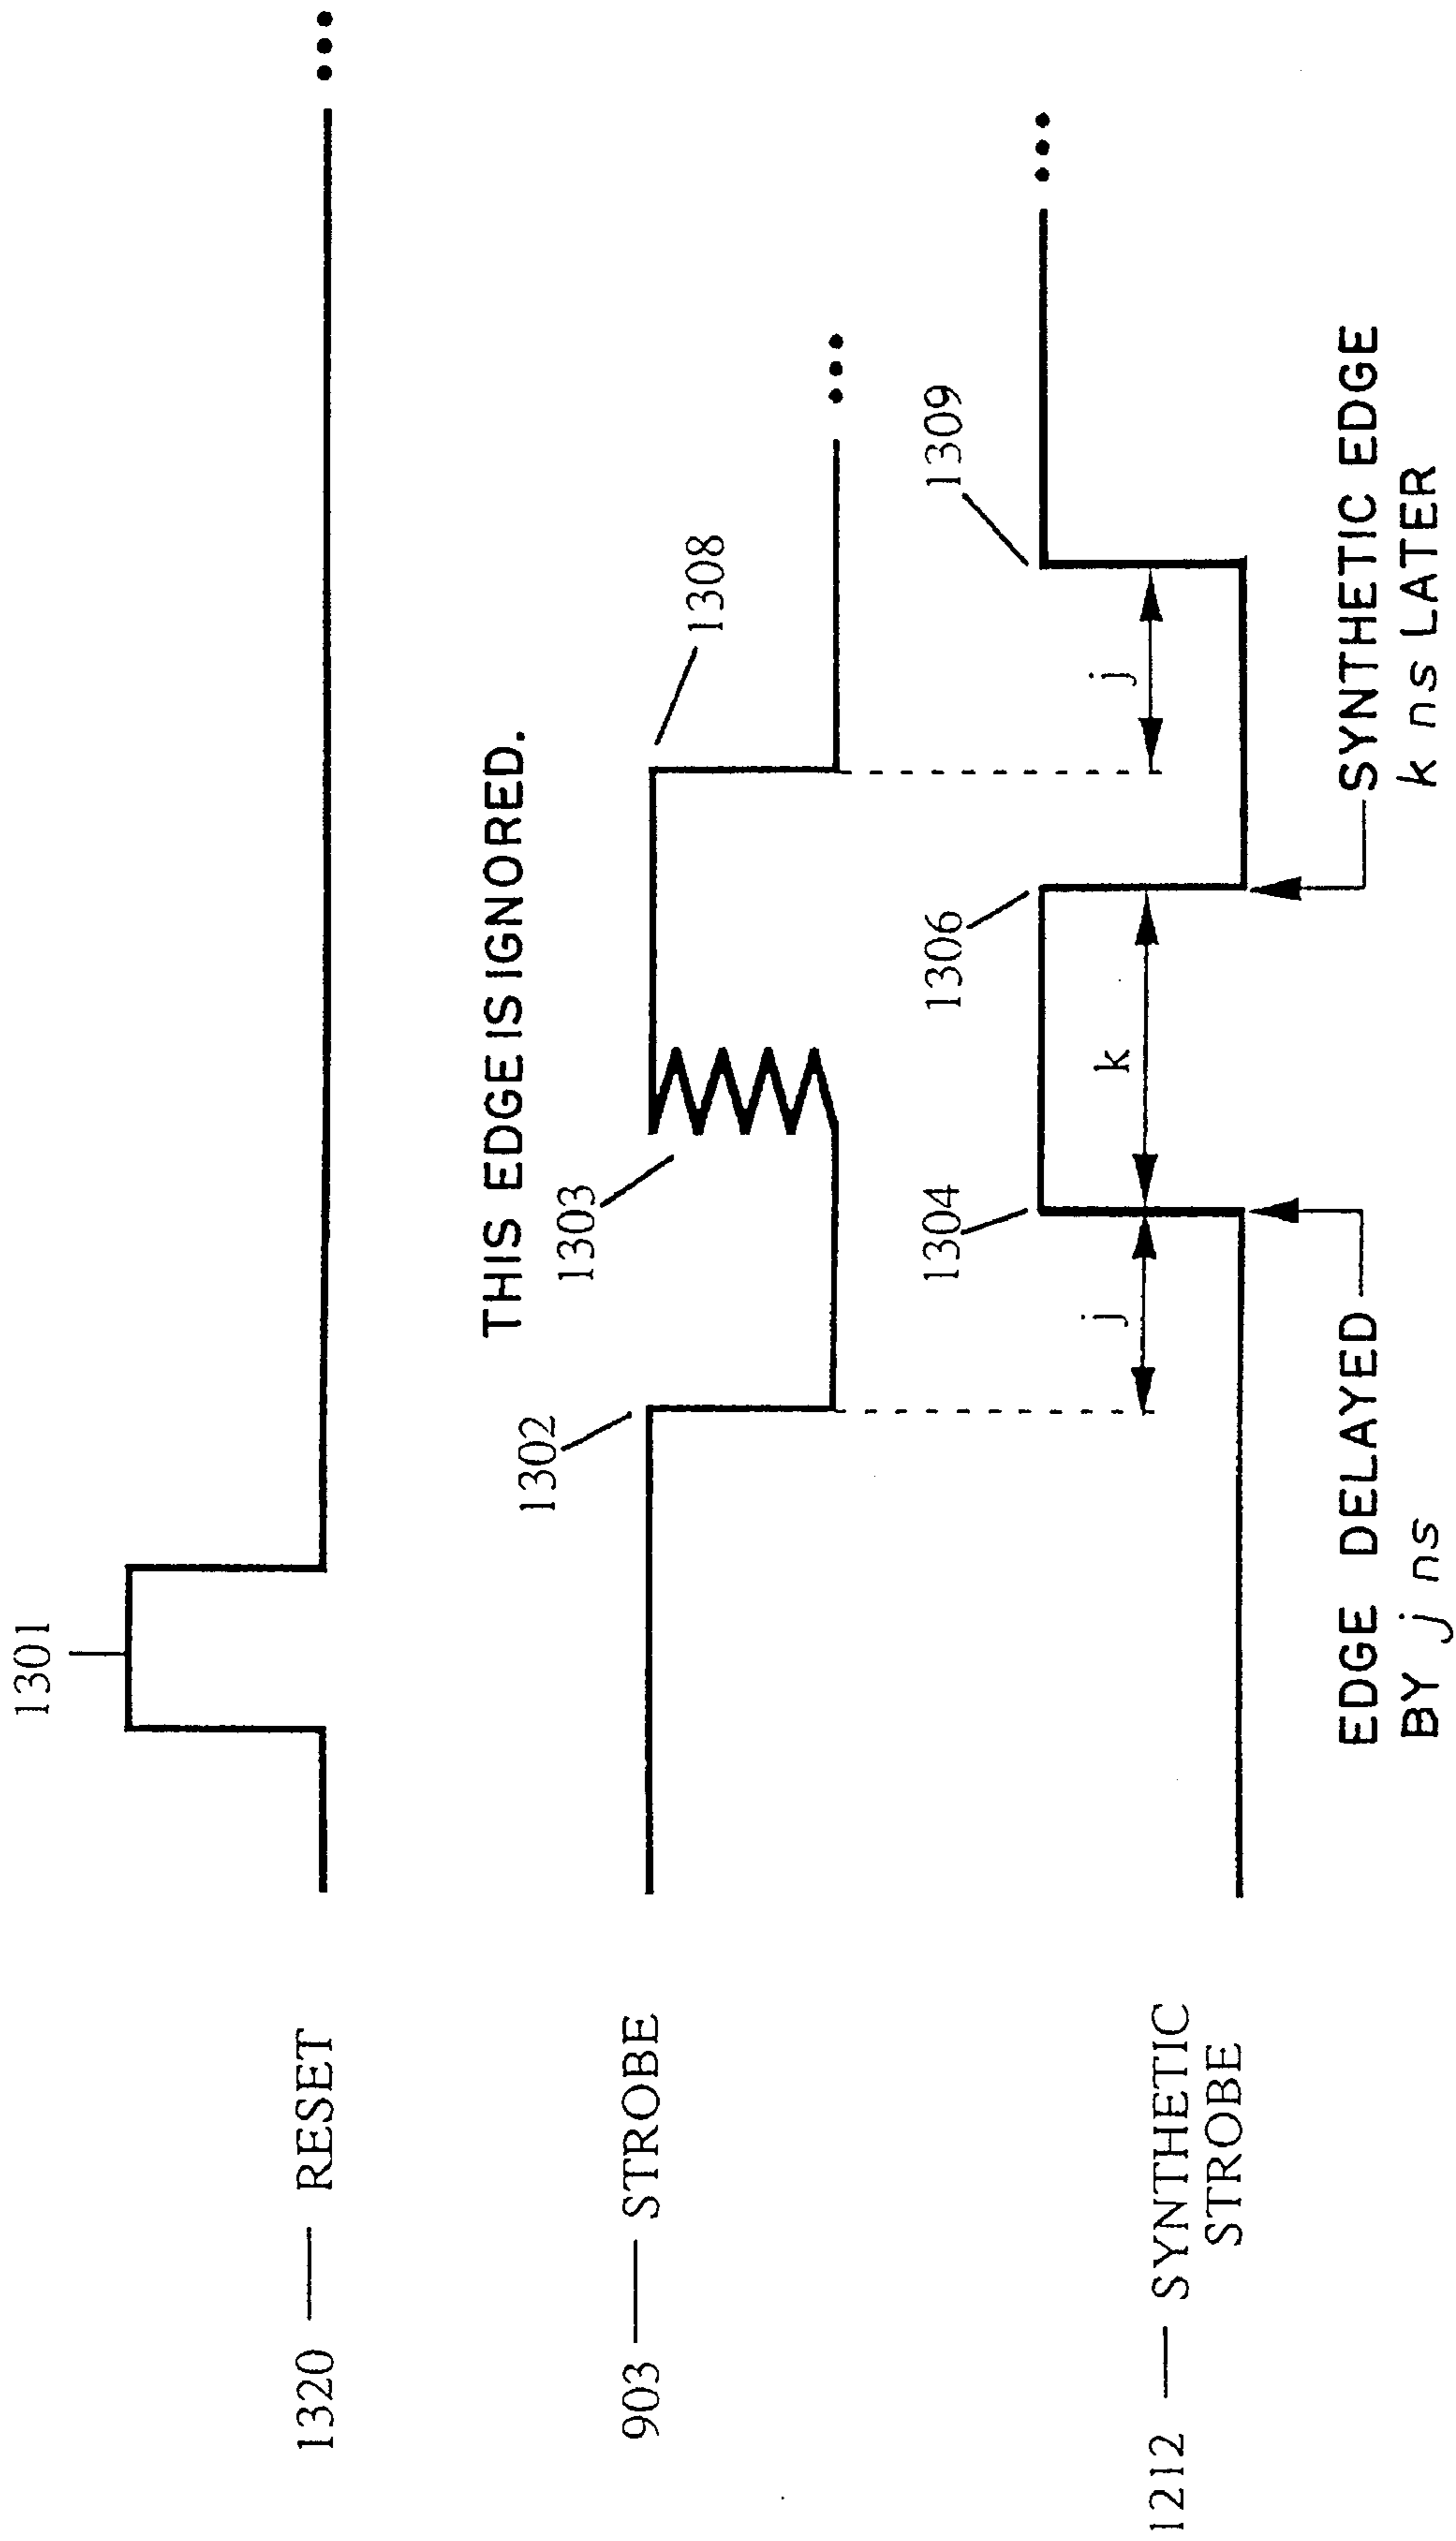 1301
1320 — RESET
THIS EDGE IS IGNORED.
1302
1303
1308
903 — STROBE
1304
1306
1309
j
k
j
1212 — SYNTHETIC
STROBE
EDGE DELAYED
BY j ns
SYNTHETIC EDGE
k ns LATER